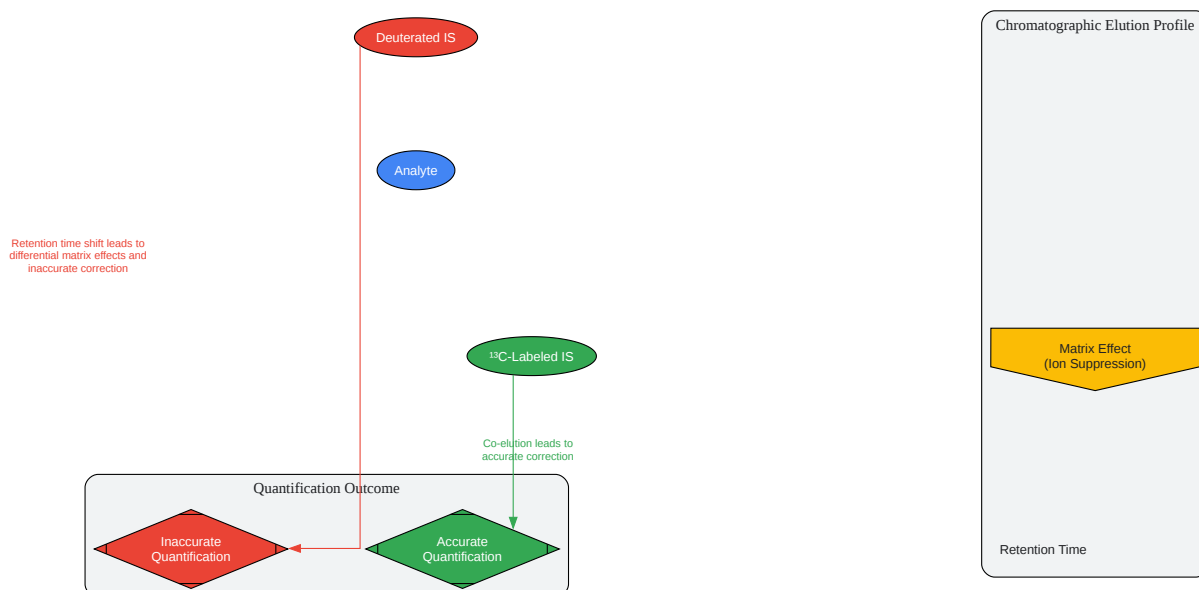 Deuterated IS
Chromatographic Elution Profile
Analyte
Retention time shift leads to
differential matrix effects and
inaccurate correction
¹³C-Labeled IS
Matrix Effect
(Ion Suppression)
Co-elution leads to
accurate correction
Quantification Outcome
Inaccurate
Quantification
Accurate
Quantification
Retention Time